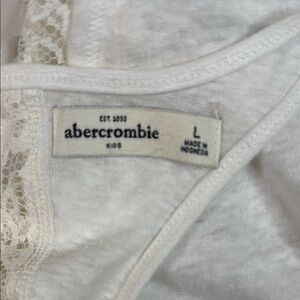 EST. 1892
abercrombie
KIDS
L
MADE IN
INDONESIA